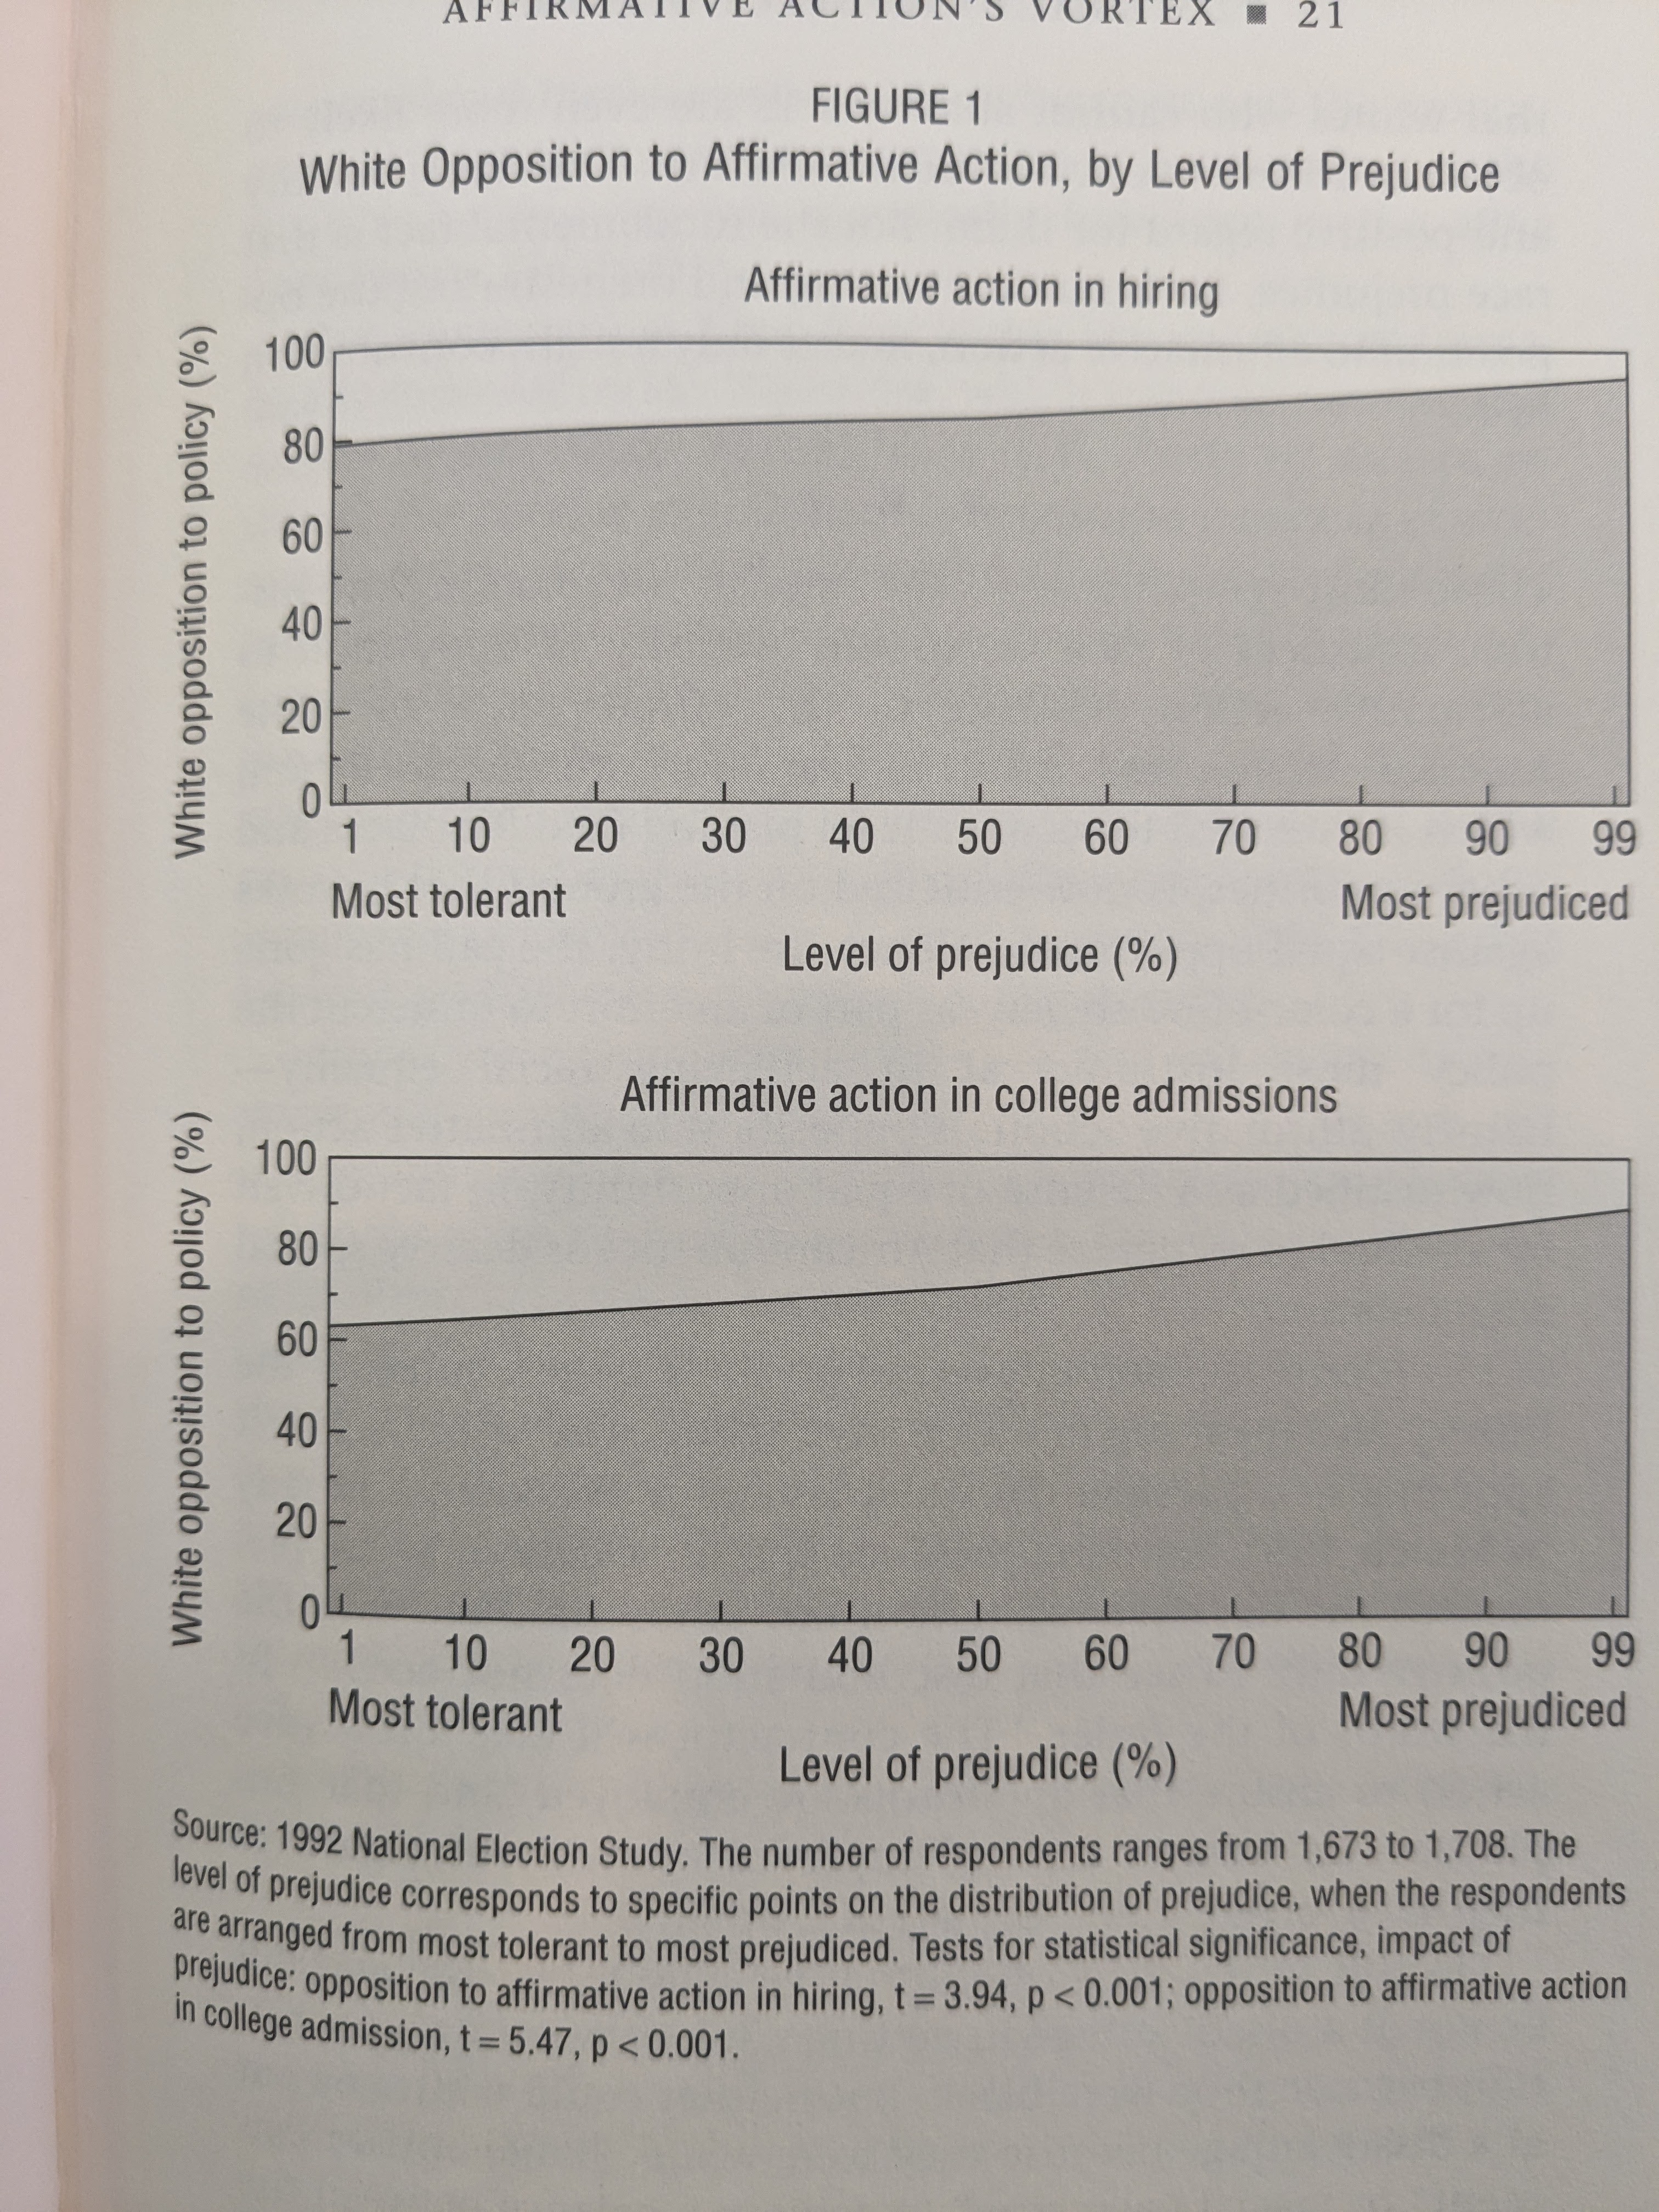 AFFIRMATIVE ACTION'S VORTEX ■ 21
FIGURE 1
White Opposition to Affirmative Action, by Level of Prejudice
Affirmative action in hiring
White opposition to policy (%)
100
80
60
40
20
0
1 10 20 30 40 50 60 70 80 90 99
Most tolerant Most prejudiced
Level of prejudice (%)
Affirmative action in college admissions
White opposition to policy (%)
100
80
60
40
20
0
1 10 20 30 40 50 60 70 80 90 99
Most tolerant Most prejudiced
Level of prejudice (%)
Source: 1992 National Election Study. The number of respondents ranges from 1,673 to 1,708. The
level of prejudice corresponds to specific points on the distribution of prejudice, when the respondents
are arranged from most tolerant to most prejudiced. Tests for statistical significance, impact of
prejudice: opposition to affirmative action in hiring, t = 3.94, p < 0.001; opposition to affirmative action
in college admission, t = 5.47, p < 0.001.